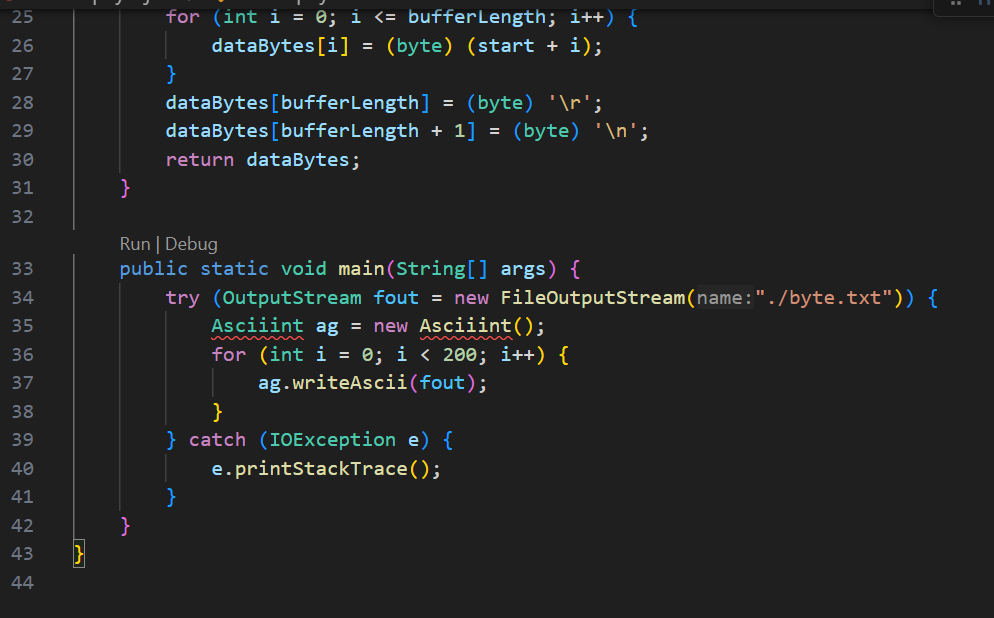 25 for (int i = 0; i <= bufferLength; i++) {
26 dataBytes[i] = (byte) (start + i);
27 }
28 dataBytes[bufferLength] = (byte) '\r';
29 dataBytes[bufferLength + 1] = (byte) '\n';
30 return dataBytes;
31 }
32
Run | Debug
33 public static void main(String[] args) {
34 try (OutputStream fout = new FileOutputStream(name:"./byte.txt")) {
35 Asciiint ag = new Asciiint();
36 for (int i = 0; i < 200; i++) {
37 ag.writeAscii(fout);
38 }
39 } catch (IOException e) {
40 e.printStackTrace();
41 }
42 }
43 }
44